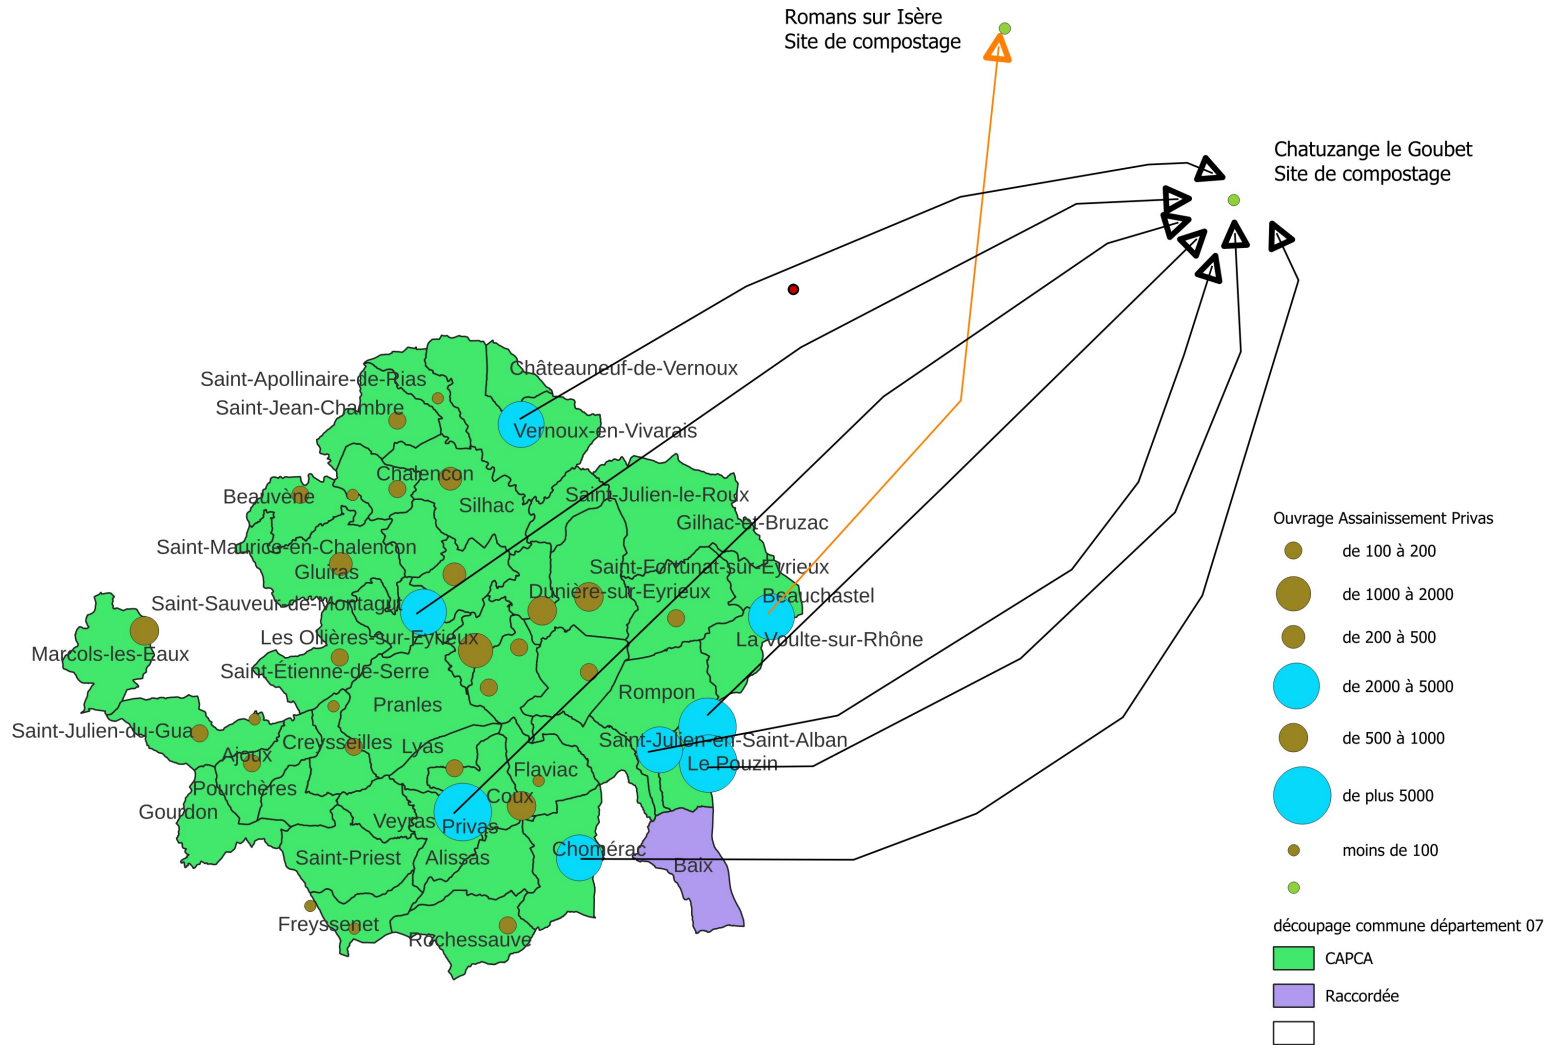 Romans sur Isère
Site de compostage
Chatuzange le Goubet
Site de compostage
Châteauneuf-de-Vernoux
Saint-Apollinaire-de-Rias
Saint-Jean-Chambre
Vernoux-en-Vivarais
Chalencon
Beauvène
Silhac
Saint-Julien-le-Roux
Gilhac-et-Bruzac
Saint-Maurice-en-Chalencon
Gluiras
Saint-Fortunat-sur-Eyrieux
Dunière-sur-Eyrieux
Beauchastel
Saint-Sauveur-de-Montagut
Les Ollières-sur-Eyrieux
La Voulte-sur-Rhône
Marcols-les-Eaux
Saint-Étienne-de-Serre
Rompon
Pranles
Saint-Julien-du-Gua
Creysseilles
Lyas
Saint-Julien-en-Saint-Alban
Ajoux
Flaviac
Le Pouzin
Pourchères
Coux
Gourdon
Veyras
Privas
Saint-Priest
Alissas
Chomérac
Baix
Freyssenet
Rochessauve
Ouvrage Assainissement Privas
de 100 à 200
de 1000 à 2000
de 200 à 500
de 2000 à 5000
de 500 à 1000
de plus 5000
moins de 100
découpage commune département 07
CAPCA
Raccordée